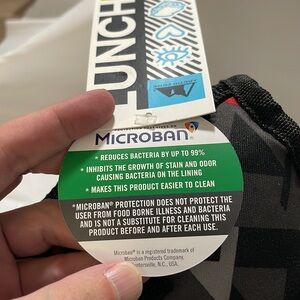 LUNCH
MICROBAN®
• REDUCES BACTERIA BY UP TO 99%
• INHIBITS THE GROWTH OF STAIN AND ODOR
CAUSING BACTERIA ON THE LINING
• MAKES THIS PRODUCT EASIER TO CLEAN
*MICROBAN® PROTECTION DOES NOT PROTECT THE
USER FROM FOOD BORNE ILLNESS AND BACTERIA
AND IS NOT A SUBSTITUTE FOR CLEANING THIS
PRODUCT BEFORE AND AFTER EACH USE.
Microban® is a registered trademark of
Microban Products Company,
N.C., USA.